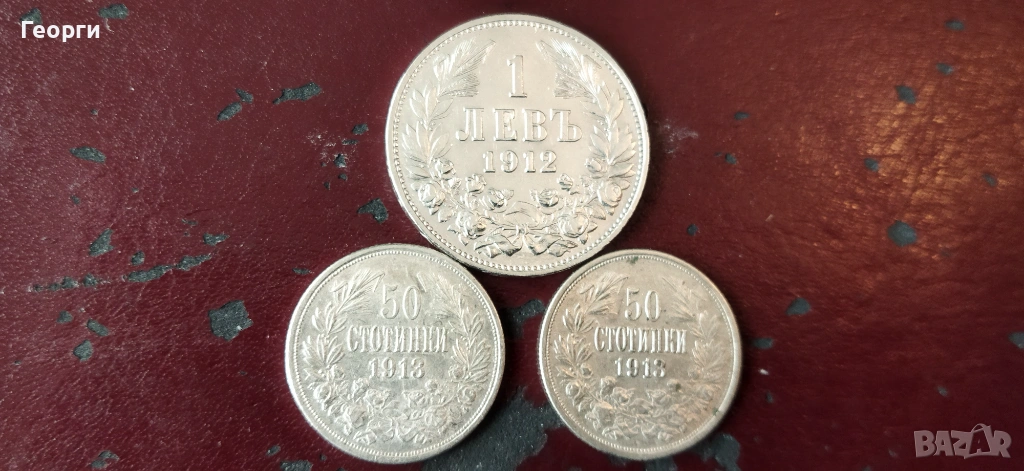 Георги
1
ЛЕВЪ
1912
50
СТОТИНКИ
1913
50
СТОТИНКИ
1913
BAZAR